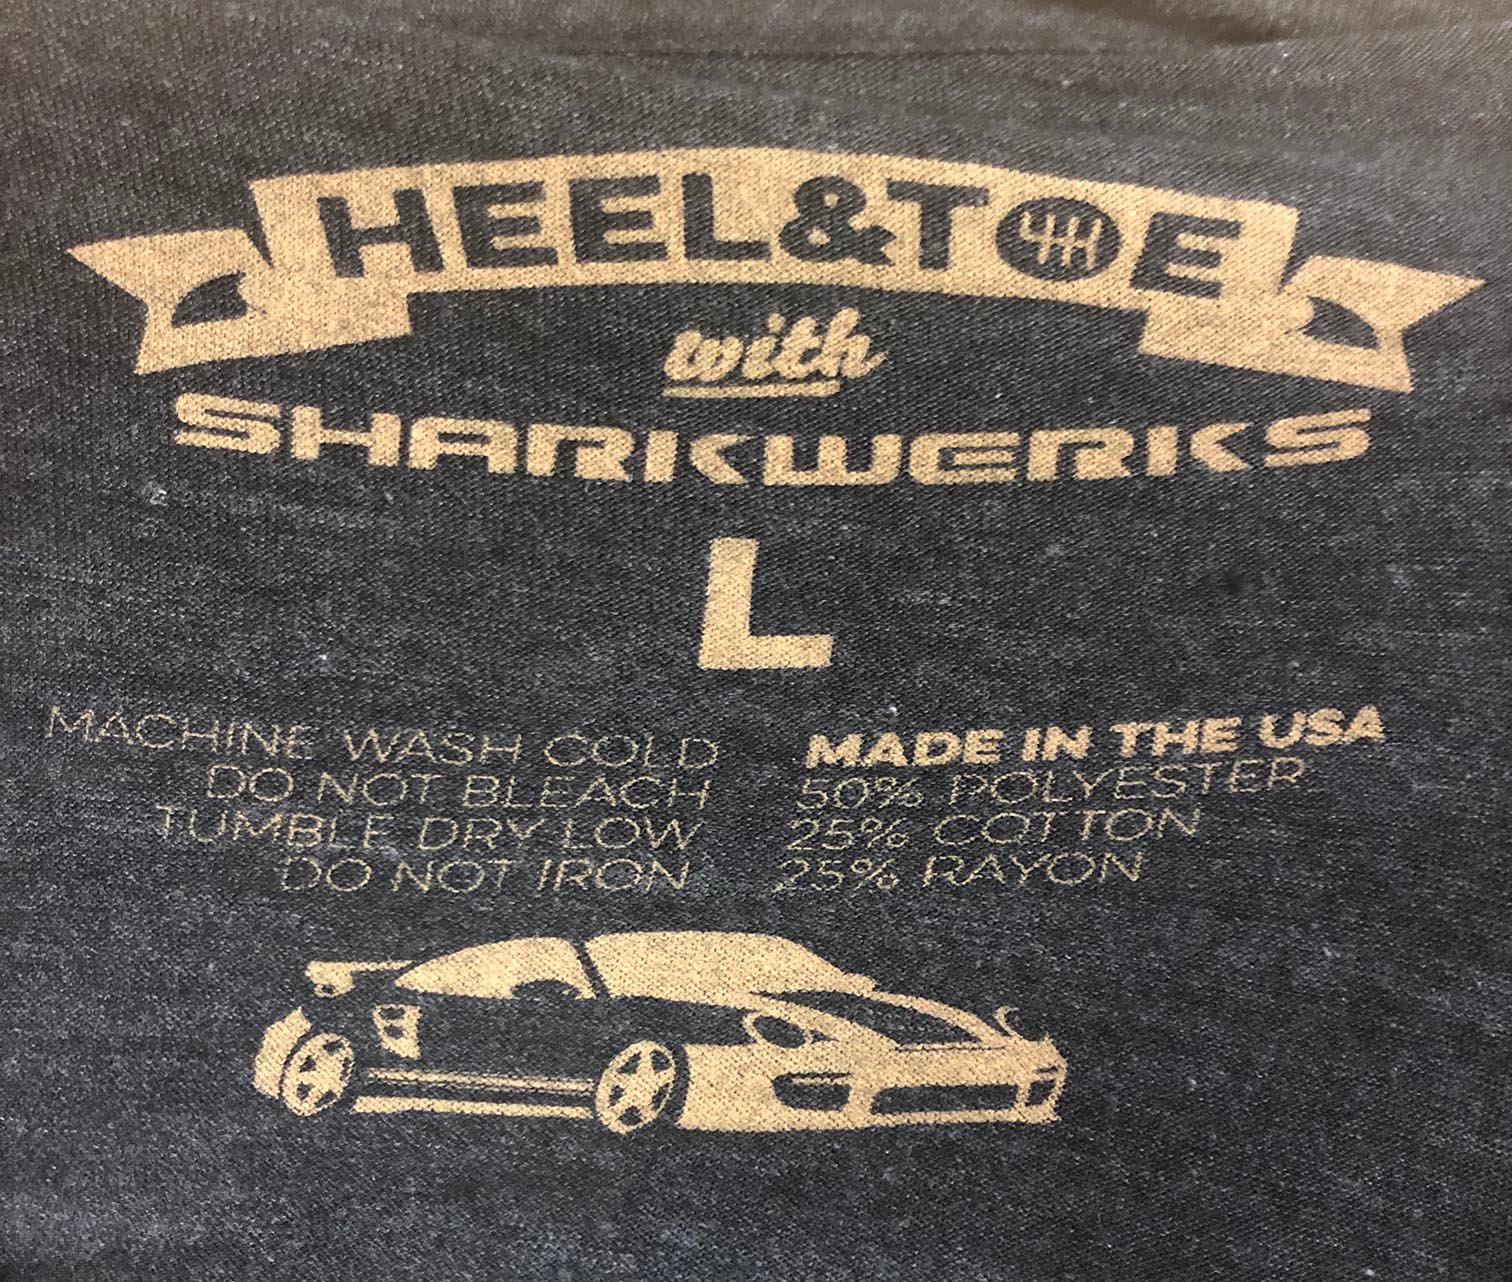 HEEL&TOE
with
SHARKWERKS
L
MACHINE WASH COLD
DO NOT BLEACH
TUMBLE DRY LOW
DO NOT IRON
MADE IN THE USA
50% POLYESTER
25% COTTON
25% RAYON